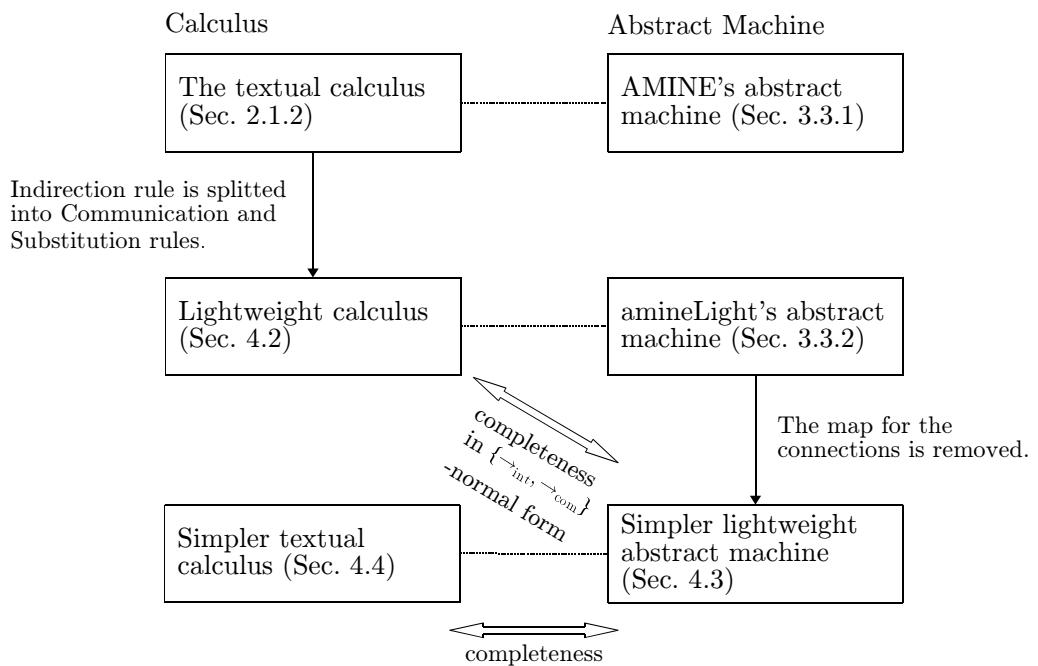 Calculus
Abstract Machine
The textual calculus
(Sec. 2.1.2)
AMINE's abstract
machine (Sec. 3.3.1)
Indirection rule is splitted
into Communication and
Substitution rules.
Lightweight calculus
(Sec. 4.2)
amineLight's abstract
machine (Sec. 3.3.2)
The map for the
connections is removed.
completeness
in {→int, →com}
-normal form
Simpler textual
calculus (Sec. 4.4)
Simpler lightweight
abstract machine
(Sec. 4.3)
completeness